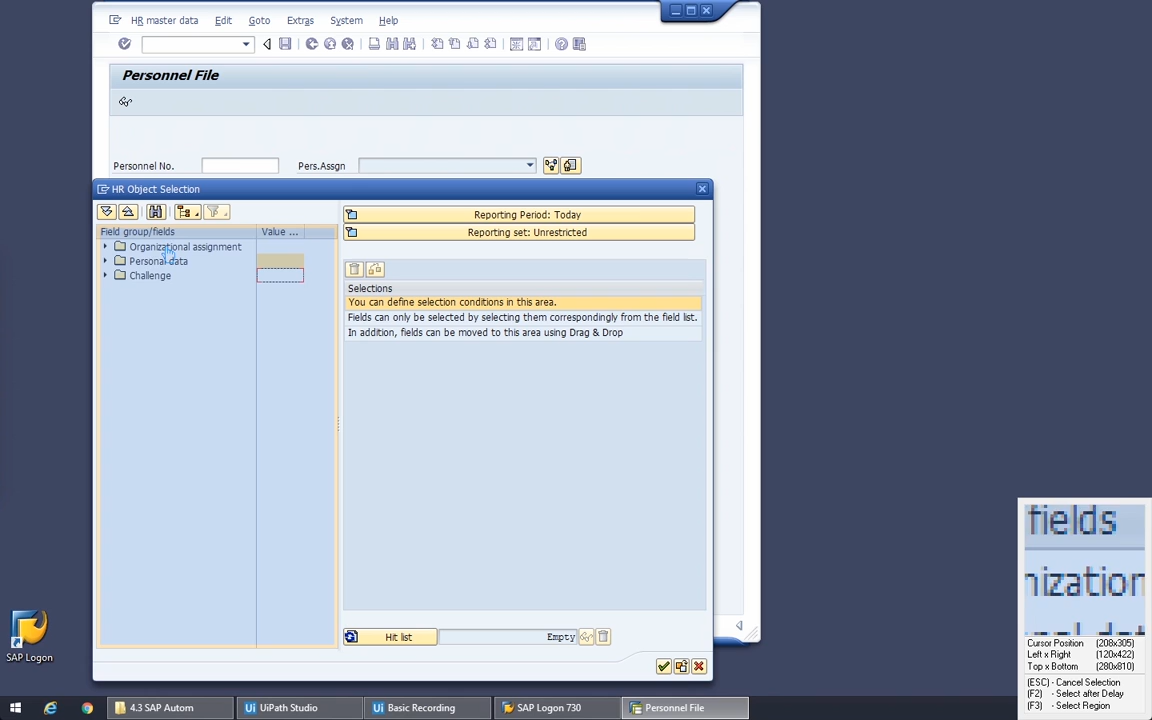 HR master data Edit Goto Extras System Help
Personnel File
Personnel No. Pers.Assgn
HR Object Selection
Field group/fields Value ...
Organizational assignment
Personal data
Challenge
Reporting Period: Today
Reporting set: Unrestricted
Selections
You can define selection conditions in this area.
Fields can only be selected by selecting them correspondingly from the field list.
In addition, fields can be moved to this area using Drag & Drop
Hit list Empty
SAP Logon
fields
nization
Cursor Position (208x305)
Left x Right (120x422)
Top x Bottom (280x810)
(ESC) - Cancel Selection
(F2) - Select after Delay
(F3) - Select Region
4.3 SAP Autom
Ui UiPath Studio
Ui Basic Recording
SAP Logon 730
Personnel File